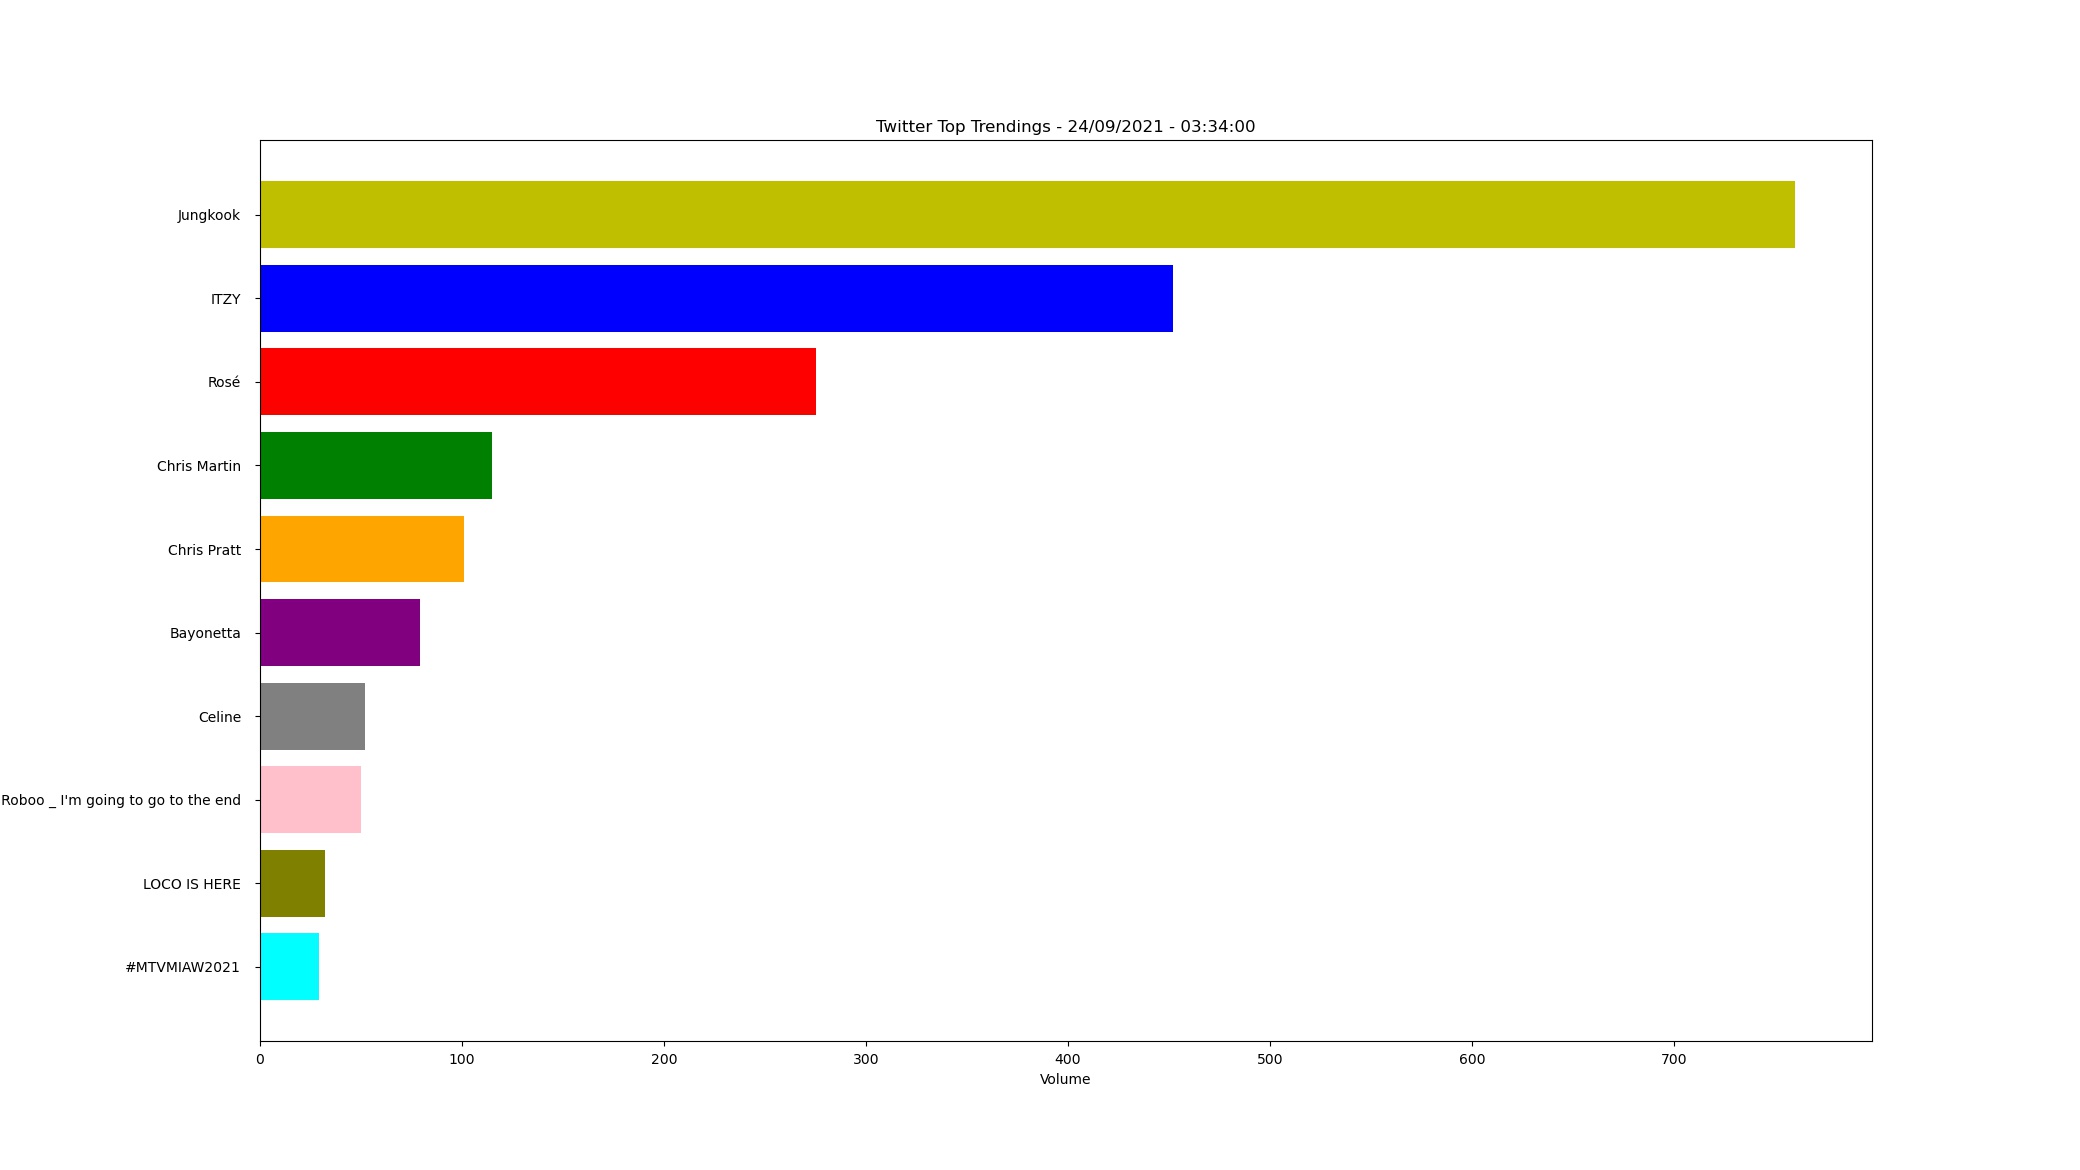 Twitter Top Trendings - 24/09/2021 - 03:34:00
Jungkook
ITZY
Rosé
Chris Martin
Chris Pratt
Bayonetta
Celine
Roboo _ I'm going to go to the end
LOCO IS HERE
#MTVMIAW2021
0 100 200 300 400 500 600 700
Volume